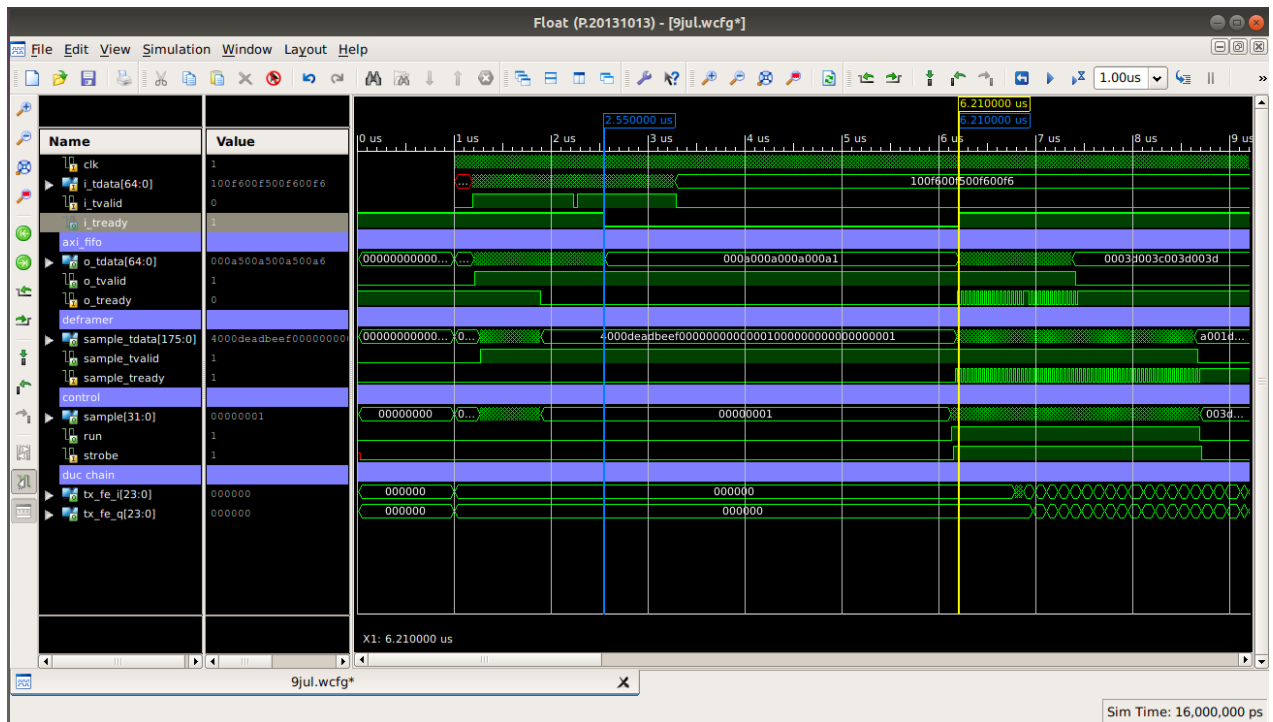 Float (P.20131013) - [9jul.wcfg*]
File Edit View Simulation Window Layout Help
1.00us
»
6.210000 us
2.550000 us 6.210000 us
Name Value 0 us 1 us 2 us 3 us 4 us 5 us 6 us 7 us 8 us 9 us
clk 1
i_tdata[64:0] 100f600f500f600f6 ... 100f600f500f600f6
i_tvalid 0
i_tready 1
axi_fifo
o_tdata[64:0] 000a500a500a500a6 00000000000... ... 000a000a000a000a1 0003d003c003d003d
o_tvalid 1
o_tready 0
deframer
sample_tdata[175:0] 4000deadbeef000000000 00000000000... 0... 4000deadbeef00000000000001000000000000000001 a001d...
sample_tvalid 1
sample_tready 1
control
sample[31:0] 00000001 00000000 0... 00000001 003d...
run 1
strobe 1
duc chain
tx_fe_i[23:0] 000000 000000 000000
tx_fe_q[23:0] 000000 000000 000000
X1: 6.210000 us
9jul.wcfg*
Sim Time: 16,000,000 ps